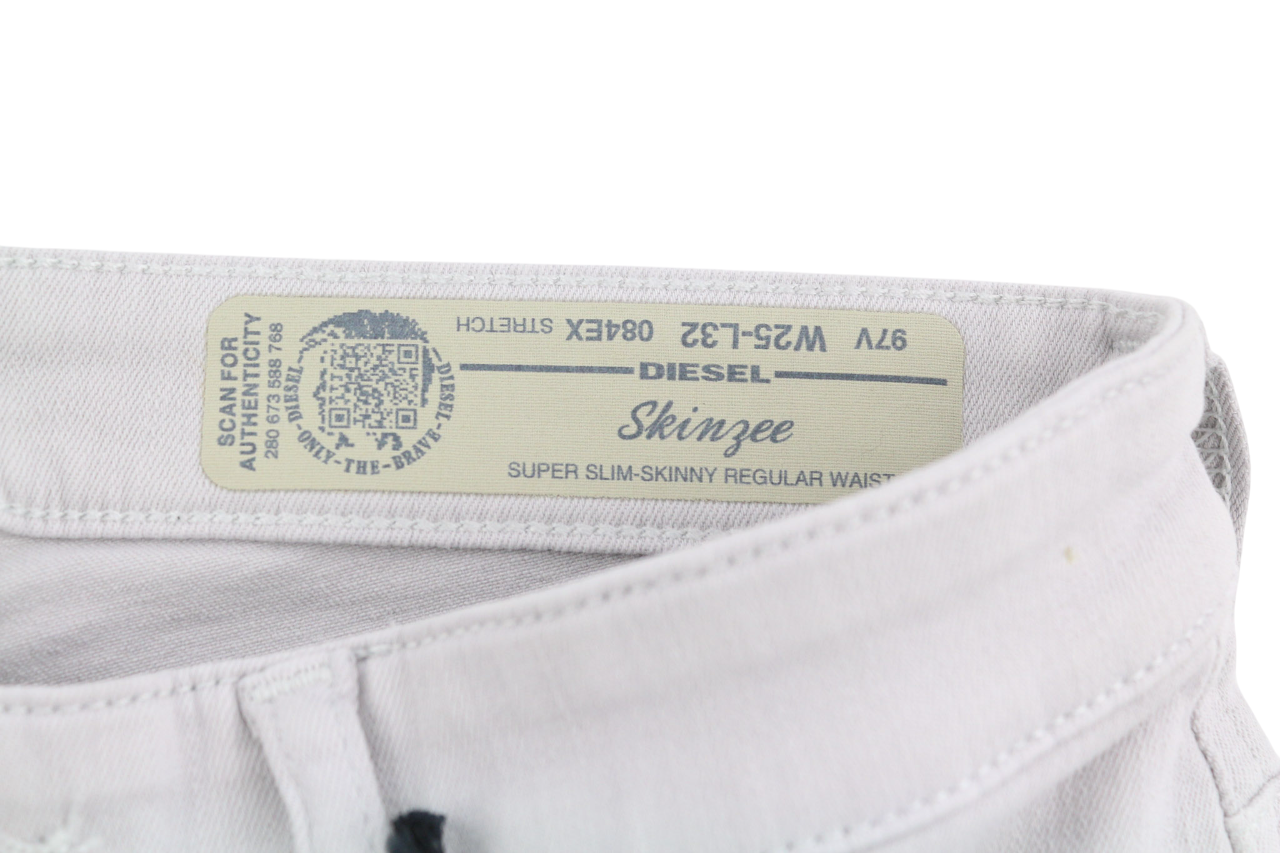 SCAN FOR
AUTHENTICITY
280 673 588 768
DIESEL-ONLY-THE-BRAVE-DIESEL
97V W25-L32 084EX STRETCH
DIESEL
Skinzee
SUPER SLIM-SKINNY REGULAR WAIST